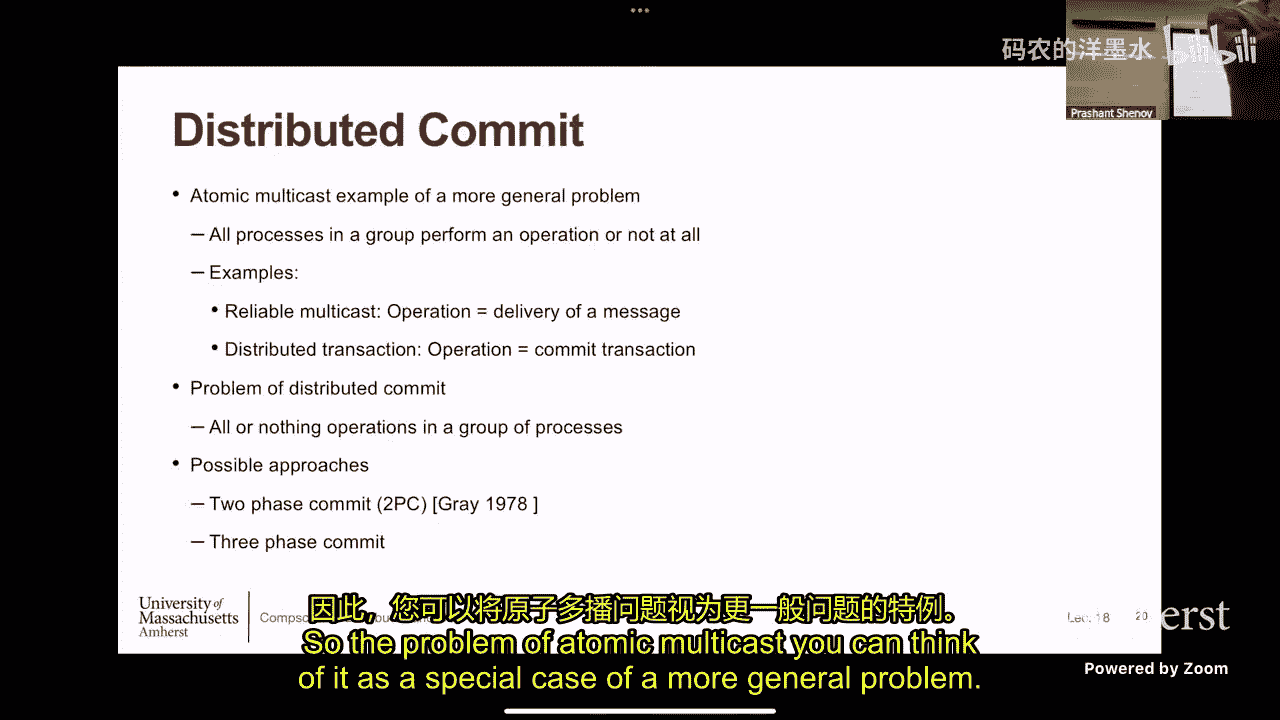 码农的洋墨水 bilibili
Prashant Shenoy
Distributed Commit
• Atomic multicast example of a more general problem
– All processes in a group perform an operation or not at all
– Examples:
• Reliable multicast: Operation = delivery of a message
• Distributed transaction: Operation = commit transaction
• Problem of distributed commit
– All or nothing operations in a group of processes
• Possible approaches
– Two phase commit (2PC) [Gray 1978 ]
– Three phase commit
University of
Massachusetts
Amherst
Lec. 18 20
因此，您可以将原子多播问题视为更一般问题的特例。
So the problem of atomic multicast you can think
of it as a special case of a more general problem.
Powered by Zoom